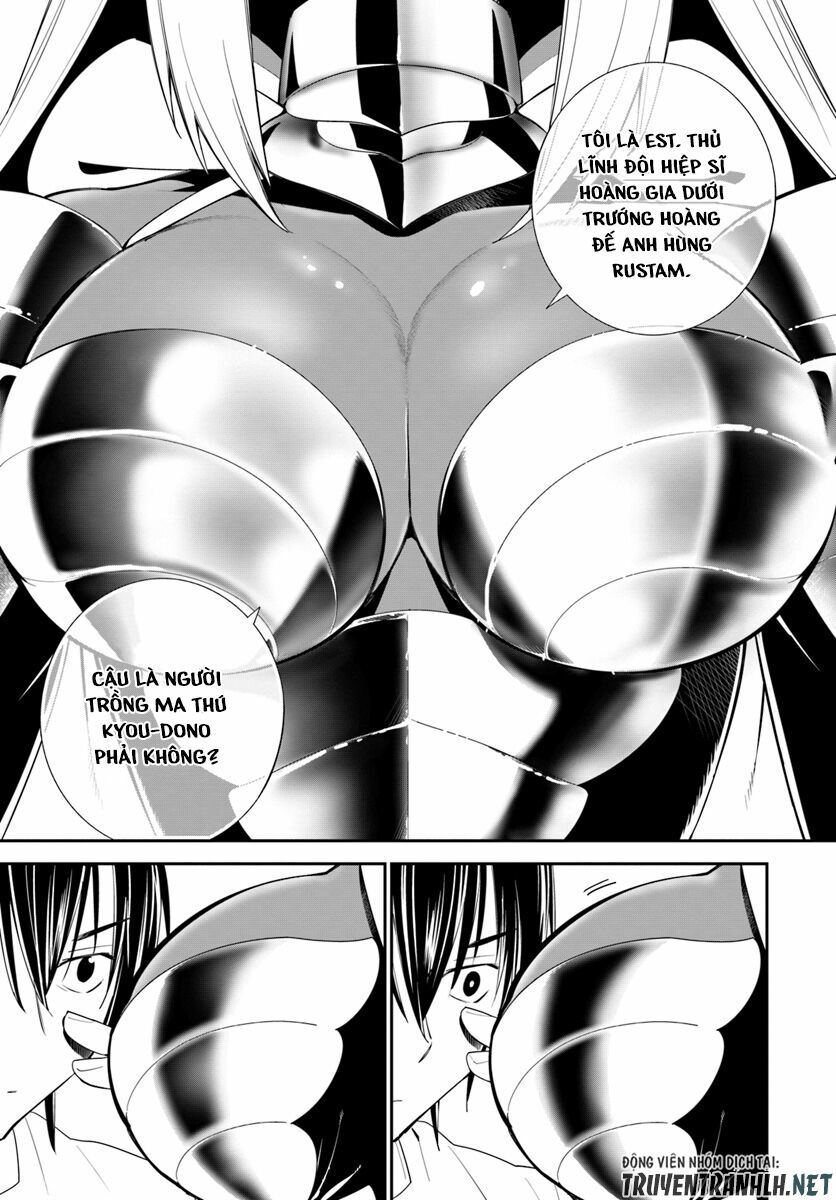 TÔI LÀ EST. THỦ
LĨNH ĐỘI HIỆP SĨ
HOÀNG GIA DƯỚI
TRƯỚNG HOÀNG
ĐẾ ANH HÙNG
RUSTAM.
CẬU LÀ NGƯỜI
TRỒNG MA THÚ
KYOU-DONO
PHẢI KHÔNG?
ĐỘNG VIÊN NHÓM DỊCH TẠI:
TRUYENTRANHLH.NET